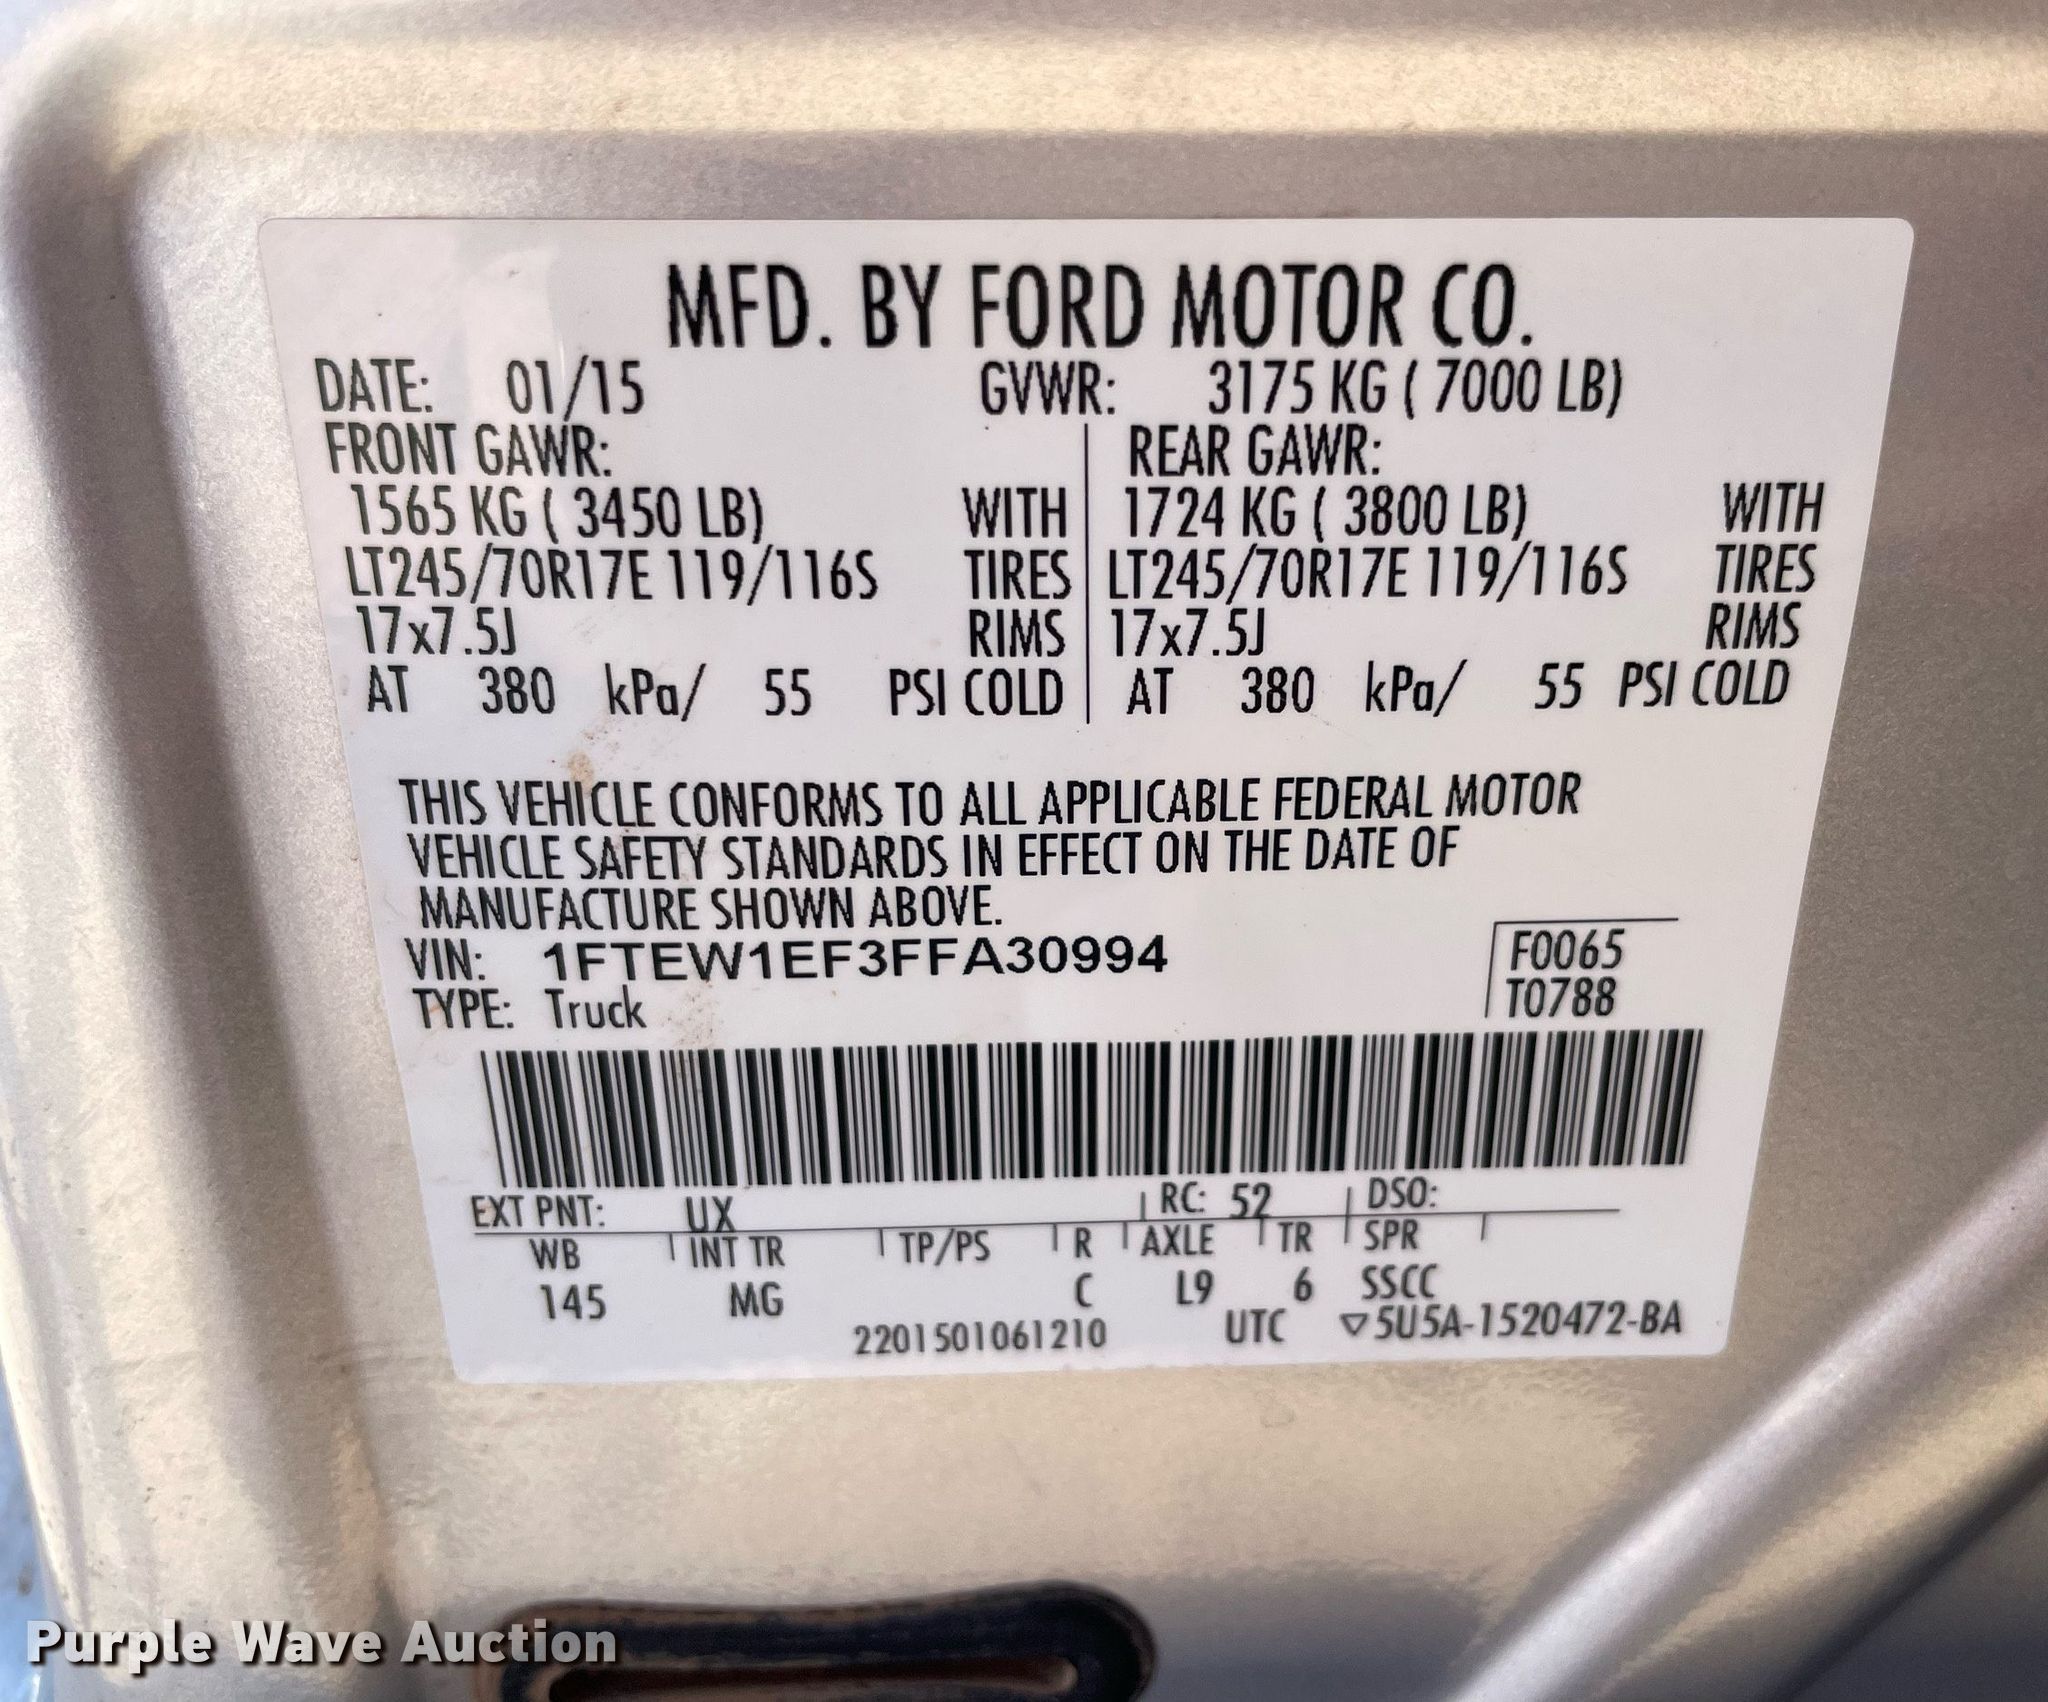 MFD. BY FORD MOTOR CO.
DATE: 01/15 GVWR: 3175 KG ( 7000 LB)
FRONT GAWR: REAR GAWR:
1565 KG ( 3450 LB) WITH 1724 KG ( 3800 LB) WITH
LT245/70R17E 119/116S TIRES LT245/70R17E 119/116S TIRES
17x7.5J RIMS 17x7.5J RIMS
AT 380 kPa/ 55 PSI COLD AT 380 kPa/ 55 PSI COLD
THIS VEHICLE CONFORMS TO ALL APPLICABLE FEDERAL MOTOR
VEHICLE SAFETY STANDARDS IN EFFECT ON THE DATE OF
MANUFACTURE SHOWN ABOVE.
VIN: 1FTEW1EF3FFA30994 F0065
TYPE: Truck T0788
EXT PNT: UX RC: 52 DSO:
WB INT TR TP/PS R AXLE TR SPR
145 MG C L9 6 SSCC
2201501061210 UTC ▽5U5A-1520472-BA
Purple Wave Auction